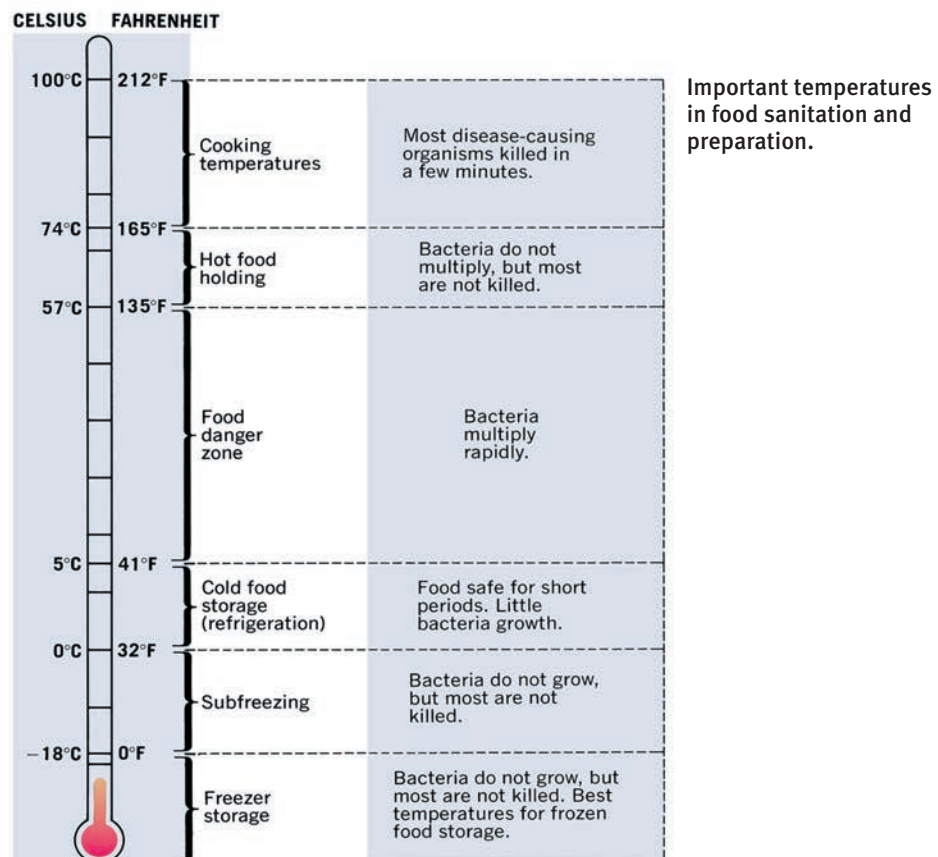 CELSIUS FAHRENHEIT
100°C 212°F
Important temperatures
in food sanitation and
preparation.
Cooking
temperatures
Most disease-causing
organisms killed in
a few minutes.
74°C 165°F
Hot food
holding
Bacteria do not
multiply, but most
are not killed.
57°C 135°F
Food
danger
zone
Bacteria
multiply
rapidly.
5°C 41°F
Cold food
storage
(refrigeration)
Food safe for short
periods. Little
bacteria growth.
0°C 32°F
Subfreezing
Bacteria do not grow,
but most are not
killed.
–18°C 0°F
Freezer
storage
Bacteria do not grow, but
most are not killed. Best
temperatures for frozen
food storage.